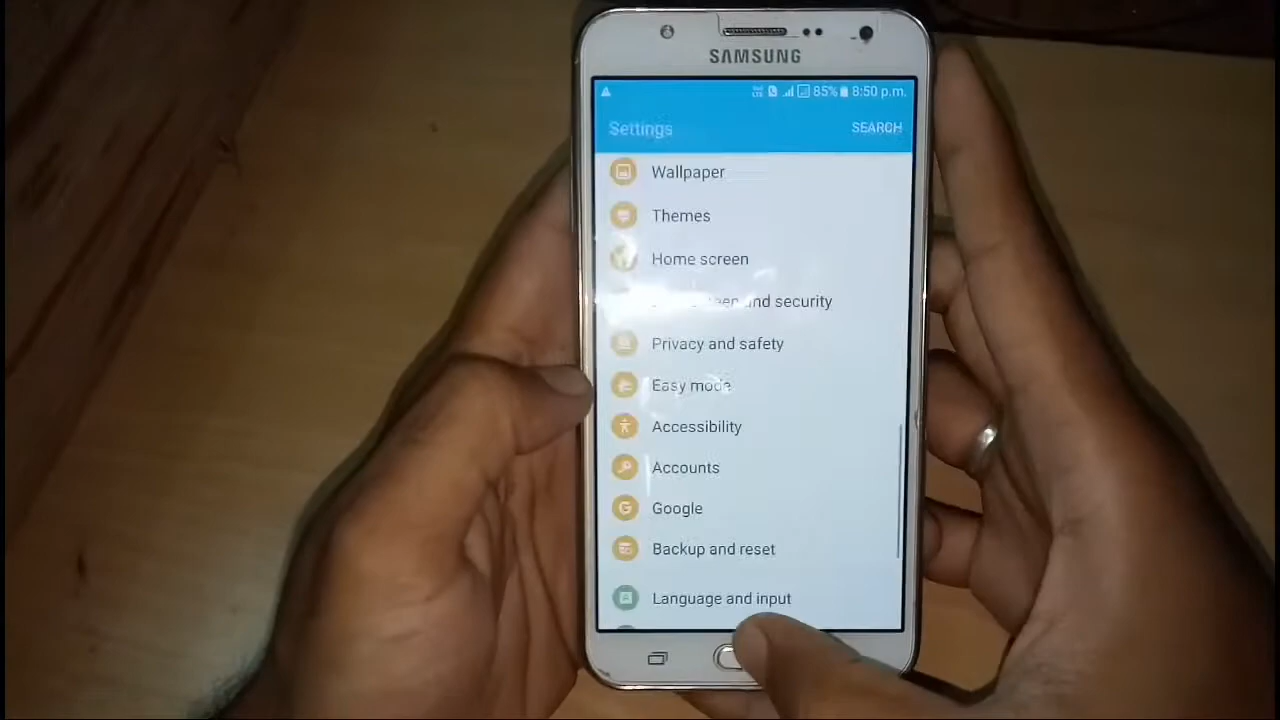 SAMSUNG
85% 8:50 p.m.
Settings
SEARCH
Wallpaper
Themes
Home screen
and security
Privacy and safety
Easy mode
Accessibility
Accounts
Google
Backup and reset
Language and input